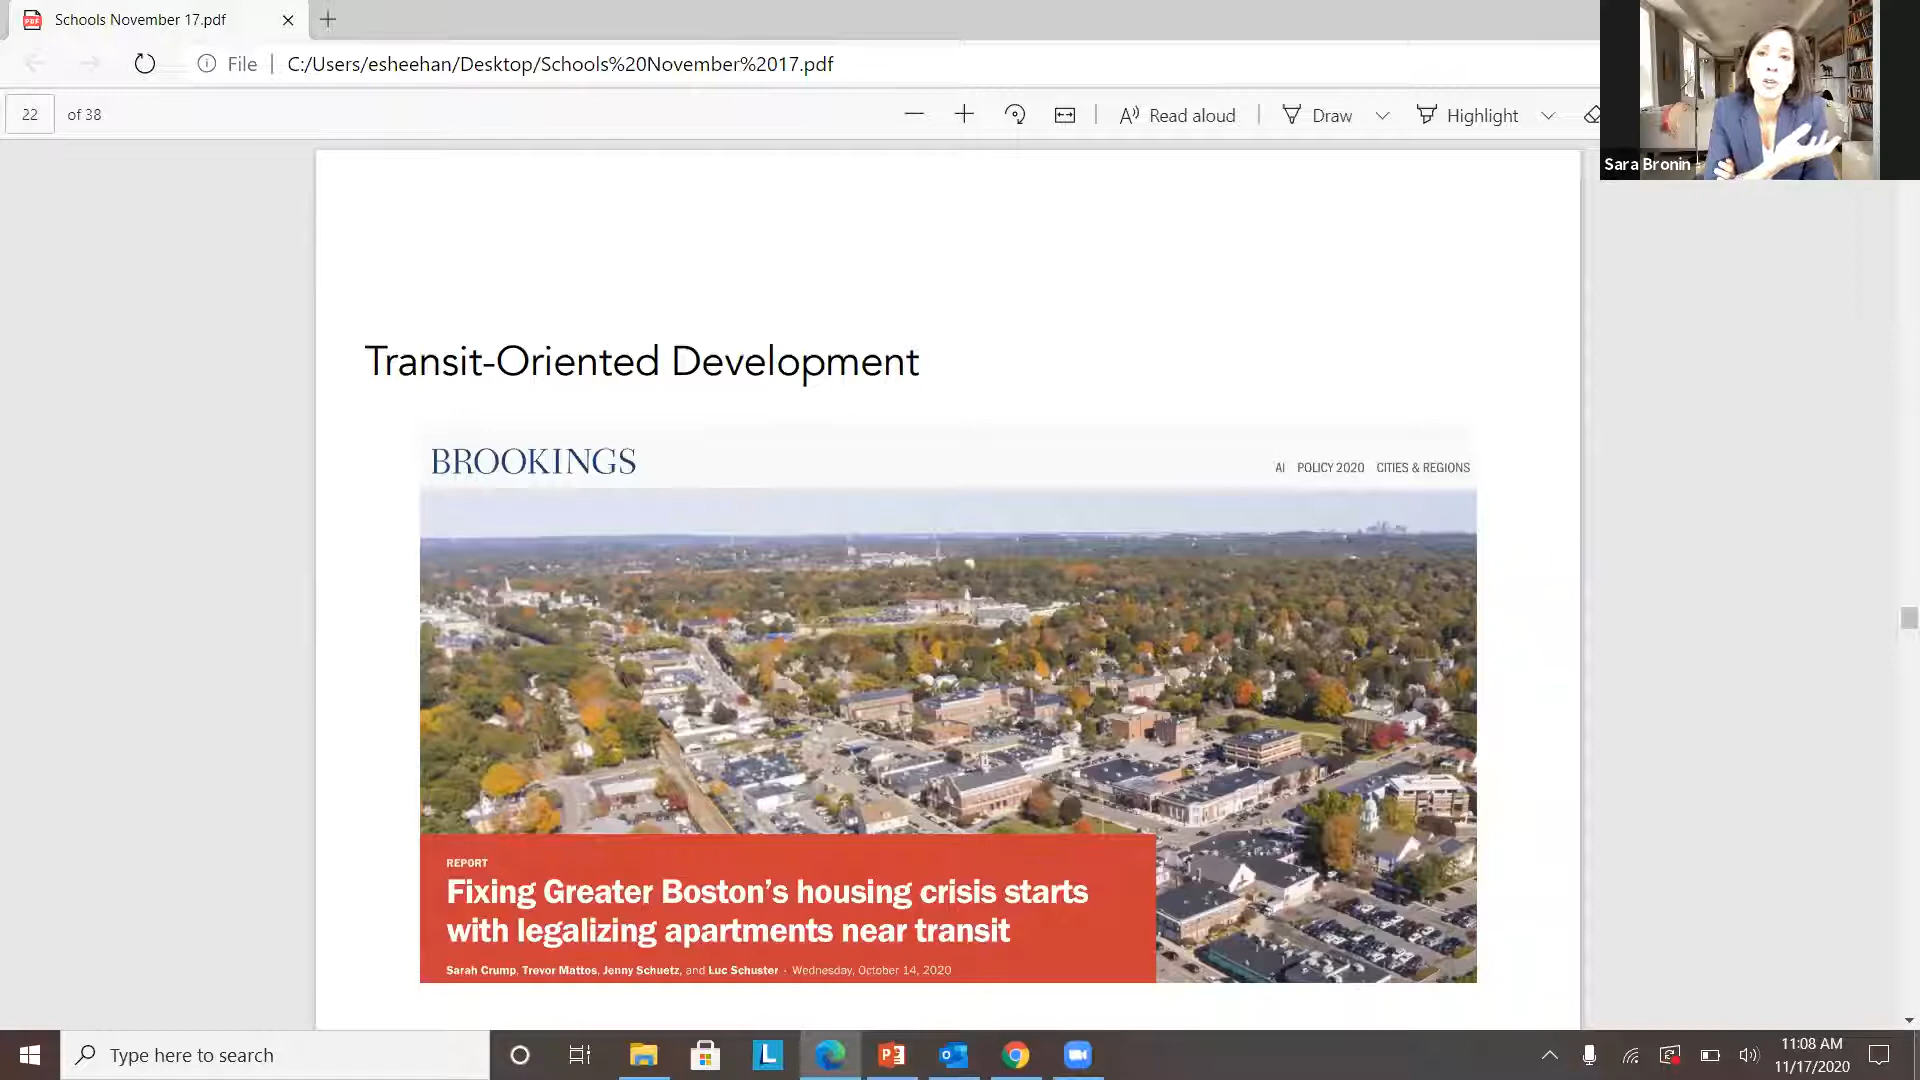 Schools November 17.pdf
File | C:/Users/esheehan/Desktop/Schools%20November%2017.pdf
22 of 38
Read aloud
Draw
Highlight
Sara Bronin
Transit-Oriented Development
BROOKINGS
AI POLICY 2020 CITIES & REGIONS
REPORT
Fixing Greater Boston’s housing crisis starts
with legalizing apartments near transit
Sarah Crump, Trevor Mattos, Jenny Schuetz, and Luc Schuster · Wednesday, October 14, 2020
Type here to search
11:08 AM
11/17/2020